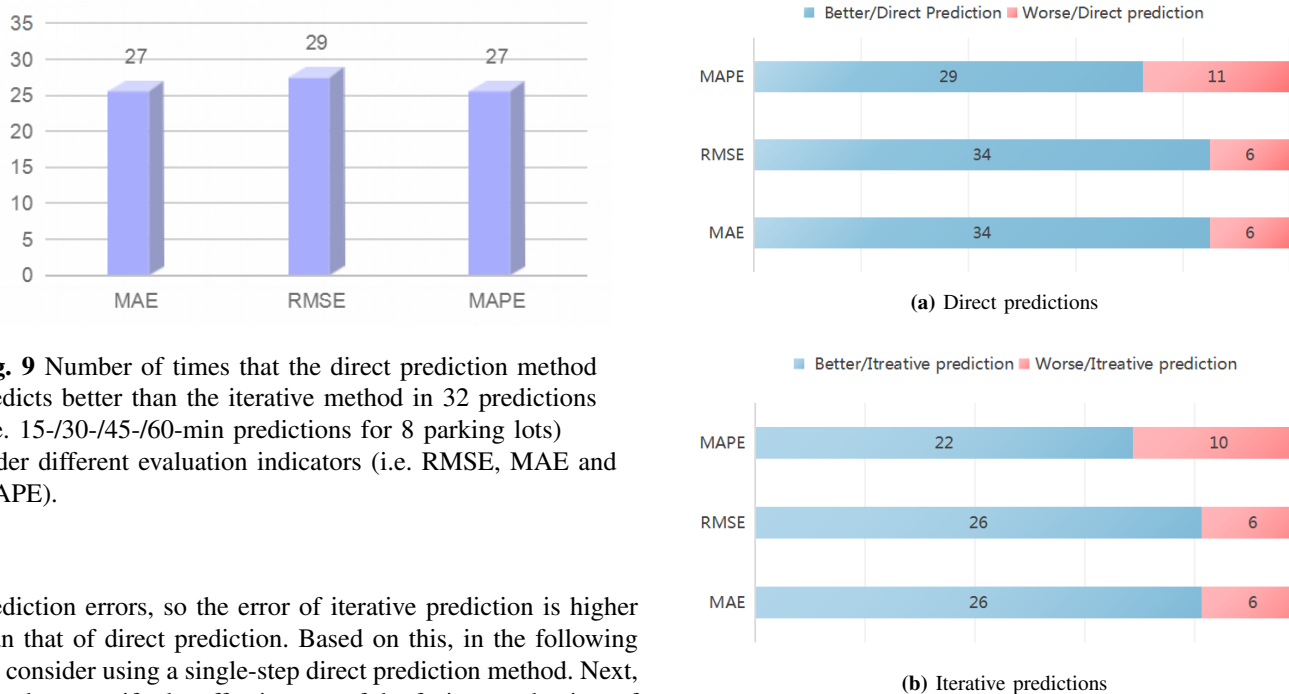 35
30
25
20
15
10
5
0
27
29
27
MAE
RMSE
MAPE
9 Number of times that the direct prediction method
better than the iterative method in 32 predictions
15-/30-/45-/60-min predictions for 8 parking lots)
different evaluation indicators (i.e. RMSE, MAE and
errors, so the error of iterative prediction is higher
that of direct prediction. Based on this, in the following
consider using a single-step direct prediction method. Next,
Better/Direct Prediction Worse/Direct prediction
MAPE 29 11
RMSE 34 6
MAE 34 6
(a) Direct predictions
Better/Itreative prediction Worse/Itreative prediction
MAPE 22 10
RMSE 26 6
MAE 26 6
(b) Iterative predictions